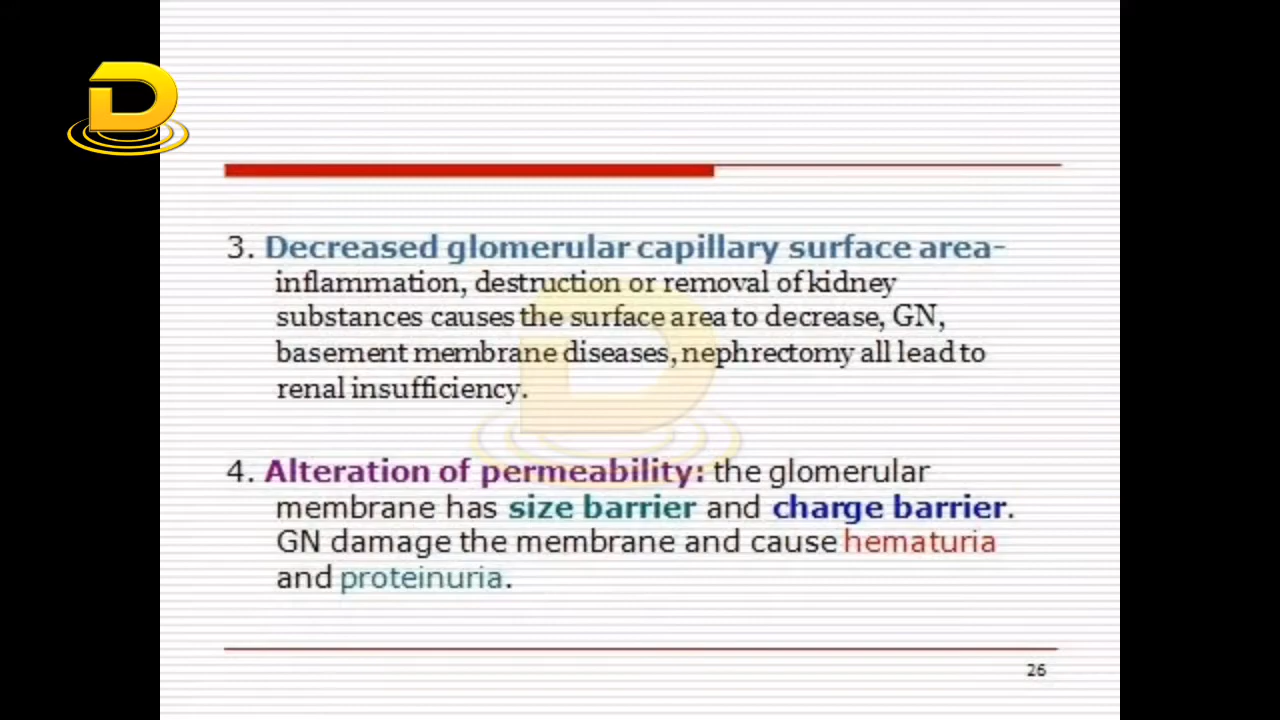 3. Decreased glomerular capillary surface area-
inflammation, destruction or removal of kidney
substances causes the surface area to decrease, GN,
basement membrane diseases, nephrectomy all lead to
renal insufficiency.
4. Alteration of permeability: the glomerular
membrane has size barrier and charge barrier.
GN damage the membrane and cause hematuria
and proteinuria.
26